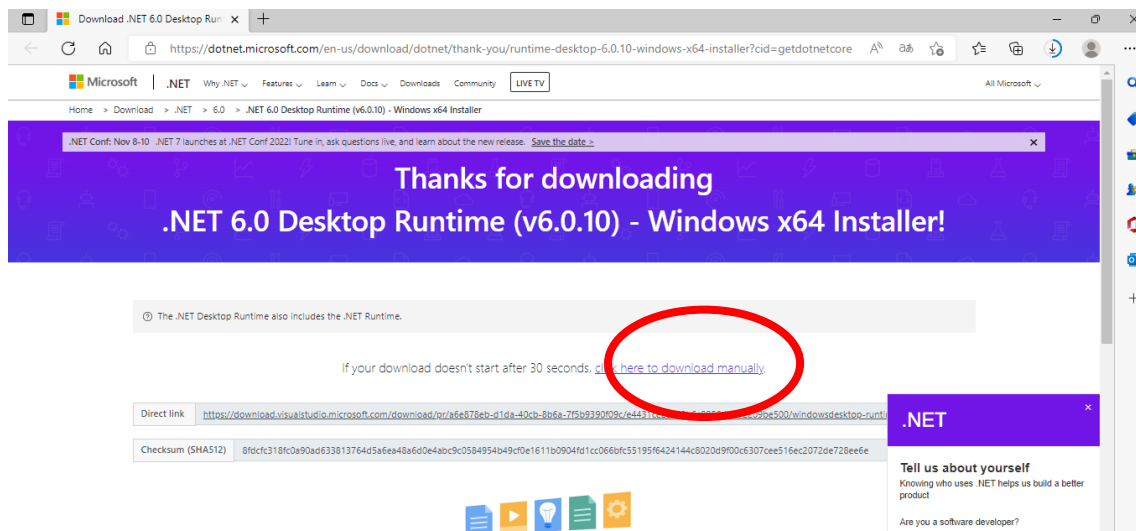 Download .NET 6.0 Desktop Run
https://dotnet.microsoft.com/en-us/download/dotnet/thank-you/runtime-desktop-6.0.10-windows-x64-installer?cid=getdotnetcore
Microsoft .NET Why .NET Features Learn Docs Downloads Community LIVE TV All Microsoft
Home > Download > .NET > 6.0 > .NET 6.0 Desktop Runtime (v6.0.10) - Windows x64 Installer
.NET Conf: Nov 8-10 .NET 7 launches at .NET Conf 2022! Tune in, ask questions live, and learn about the new release. Save the date >
Thanks for downloading
.NET 6.0 Desktop Runtime (v6.0.10) - Windows x64 Installer!
The .NET Desktop Runtime also includes the .NET Runtime.
If your download doesn't start after 30 seconds, click here to download manually.
Direct link
Checksum (SHA512) 8fdcfc318fc0a90ad633813764d5a6ea48a6d0e4abc9c0584954b49cf0e1611b0904fd1cc066bfc55195f6424144c8020d9f00c6307cee516ec2072de728ee6e
.NET
Tell us about yourself
Knowing who uses .NET helps us build a better
product
Are you a software developer?